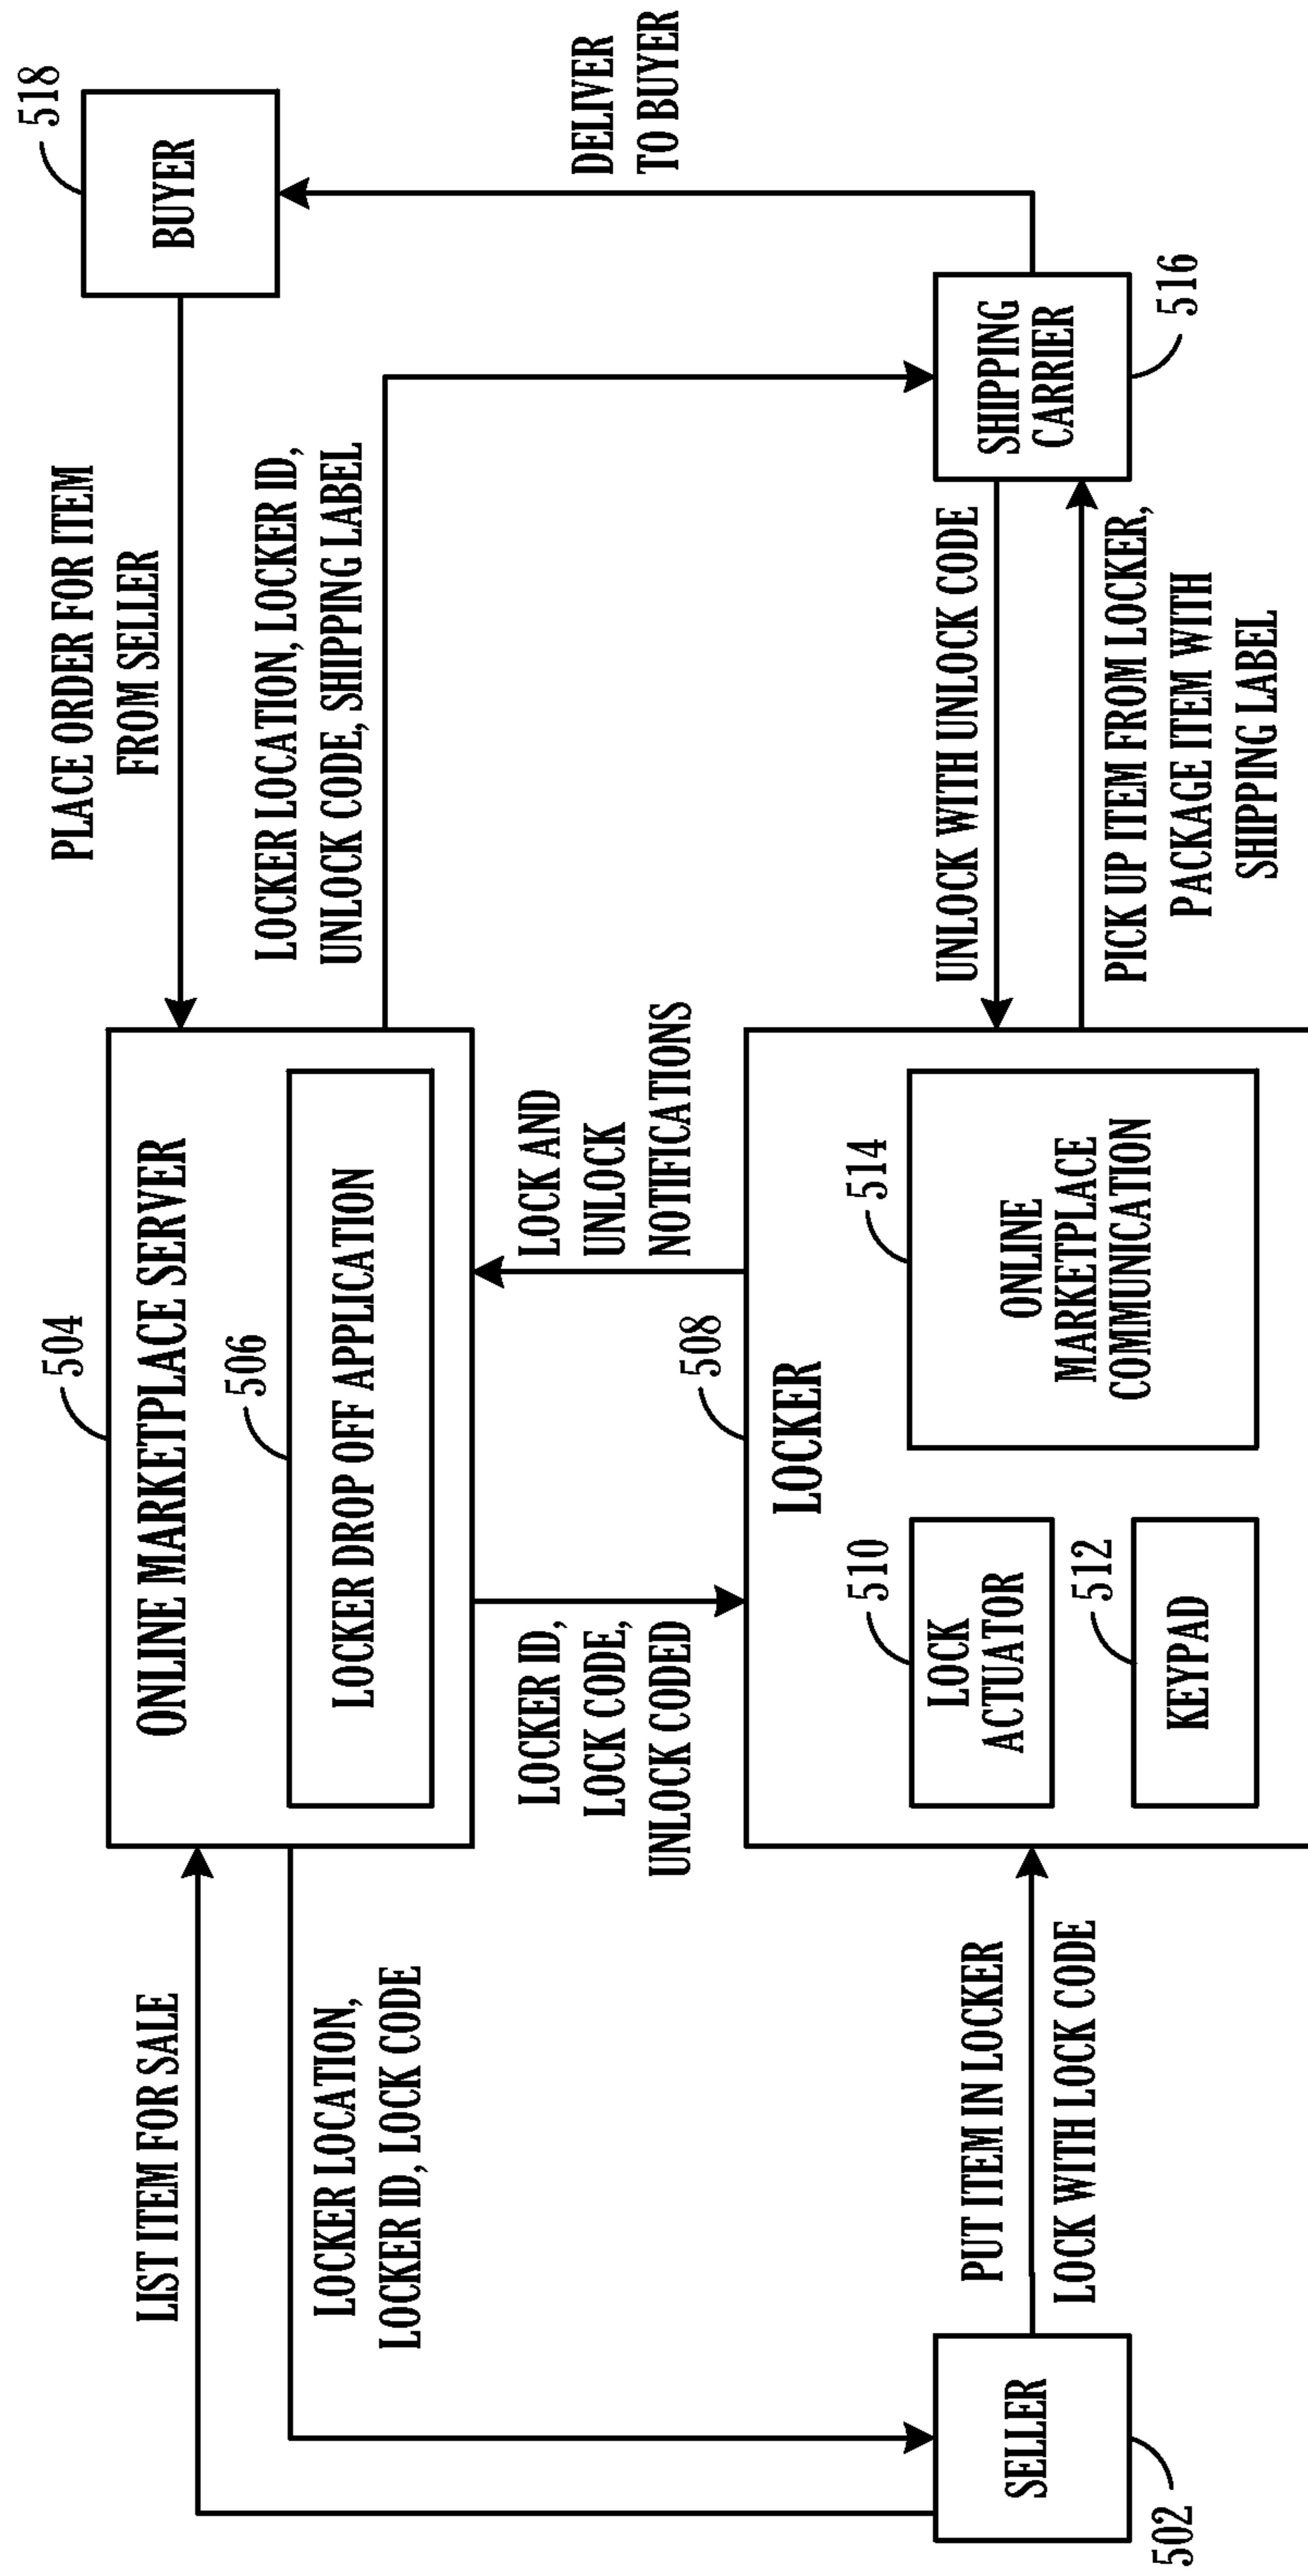 518
BUYER
PLACE ORDER FOR ITEM
FROM SELLER
DELIVER
TO BUYER
504
ONLINE MARKETPLACE SERVER
506
LOCKER DROP OFF APPLICATION
LIST ITEM FOR SALE
LOCKER LOCATION,
LOCKER ID, LOCK CODE
LOCKER LOCATION, LOCKER ID,
UNLOCK CODE, SHIPPING LABEL
LOCKER ID,
LOCK CODE,
UNLOCK CODED
LOCK AND
UNLOCK
NOTIFICATIONS
508
LOCKER
510
LOCK
ACTUATOR
512
KEYPAD
514
ONLINE
MARKETPLACE
COMMUNICATION
SELLER
502
PUT ITEM IN LOCKER
LOCK WITH LOCK CODE
UNLOCK WITH UNLOCK CODE
PICK UP ITEM FROM LOCKER,
PACKAGE ITEM WITH
SHIPPING LABEL
SHIPPING
CARRIER
516